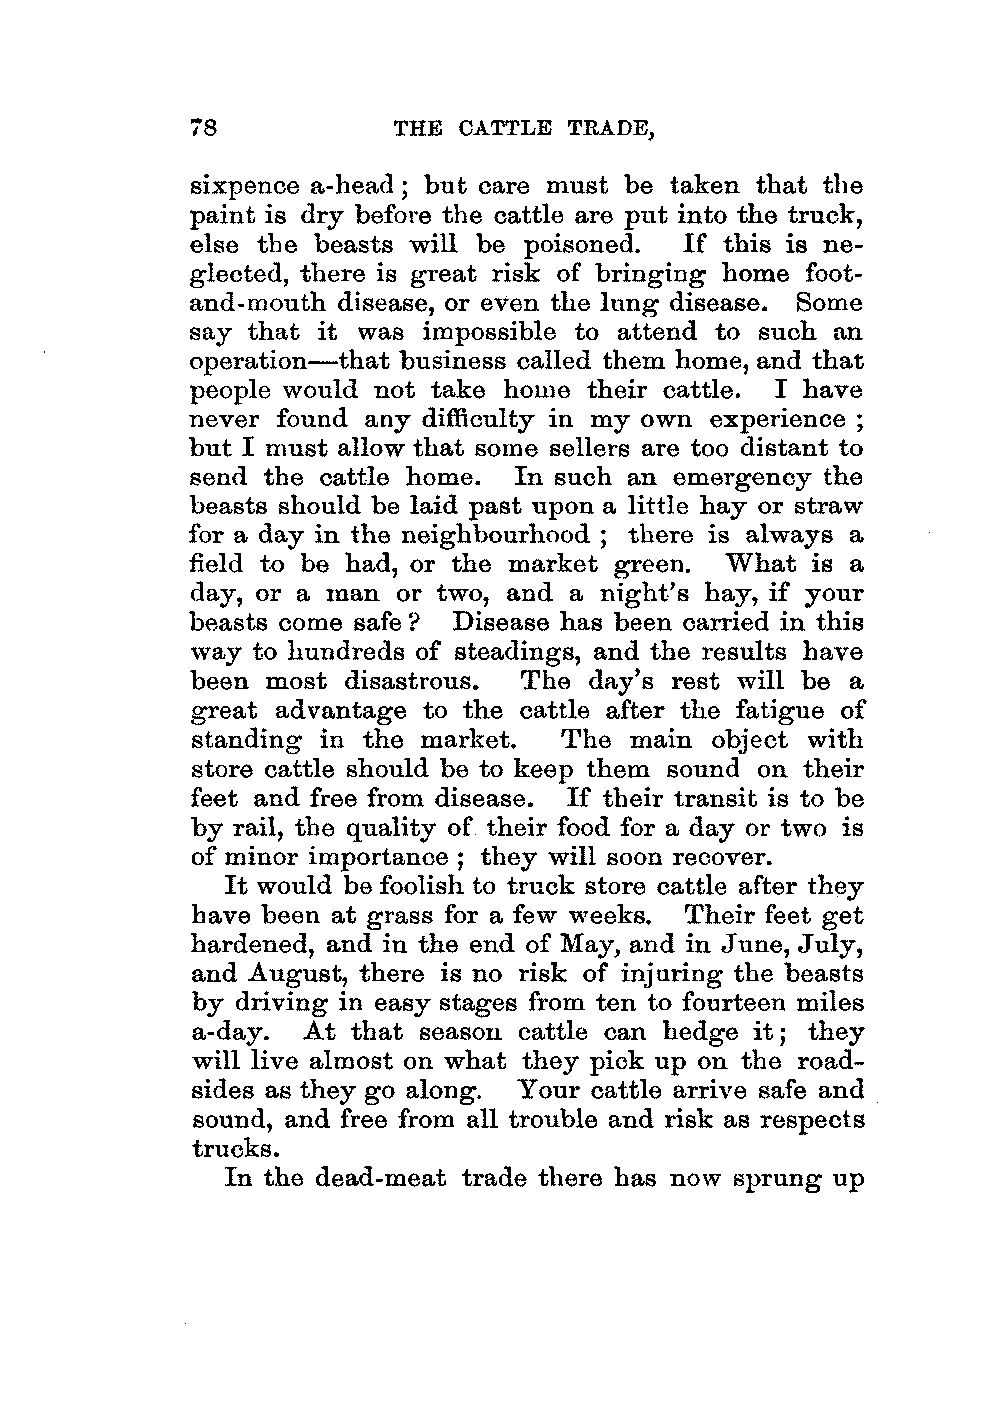 78 THE CATTLE TRADE,
sixpence a-head ; but care must be taken that the
paint is dry before the cattle are put into the truck,
else the beasts will be poisoned. If this is ne-
glected, there is great risk of bringing home foot-
and-mouth disease, or even the lung disease. Some
say that it was impossible to attend to such an
operation—that business called them home, and that
people would not take home their cattle. I have
never found any difficulty in my own experience ;
but I must allow that some sellers are too distant to
send the cattle home. In such an emergency the
beasts should be laid past upon a little hay or straw
for a day in the neighbourhood ; there is always a
field to be had, or the market green. What is a
day, or a man or two, and a night's hay, if your
beasts come safe ? Disease has been carried in this
way to hundreds of steadings, and the results have
been most disastrous. The day's rest will be a
great advantage to the cattle after the fatigue of
standing in the market. The main object with
store cattle should be to keep them sound on their
feet and free from disease. If their transit is to be
by rail, the quality of their food for a day or two is
of minor importance ; they will soon recover.
It would be foolish to truck store cattle after they
have been at grass for a few weeks. Their feet get
hardened, and in the end of May, and in June, July,
and August, there is no risk of injuring the beasts
by driving in easy stages from ten to fourteen miles
a-day. At that season cattle can hedge it ; they
will live almost on what they pick up on the road-
sides as they go along. Your cattle arrive safe and
sound, and free from all trouble and risk as respects
trucks.
In the dead-meat trade there has now sprung up